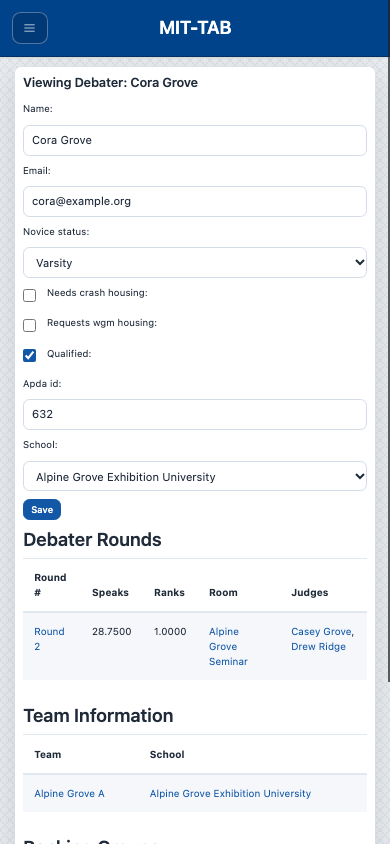 MIT-TAB
Viewing Debater: Cora Grove
Name:
Cora Grove
Email:
cora@example.org
Novice status:
Varsity
Needs crash housing:
Requests wgm housing:
Qualified:
Apda id:
632
School:
Alpine Grove Exhibition University
Save
Debater Rounds
Round # Speaks Ranks Room Judges
Round 2 28.7500 1.0000 Alpine Grove Seminar Casey Grove, Drew Ridge
Team Information
Team School
Alpine Grove A Alpine Grove Exhibition University